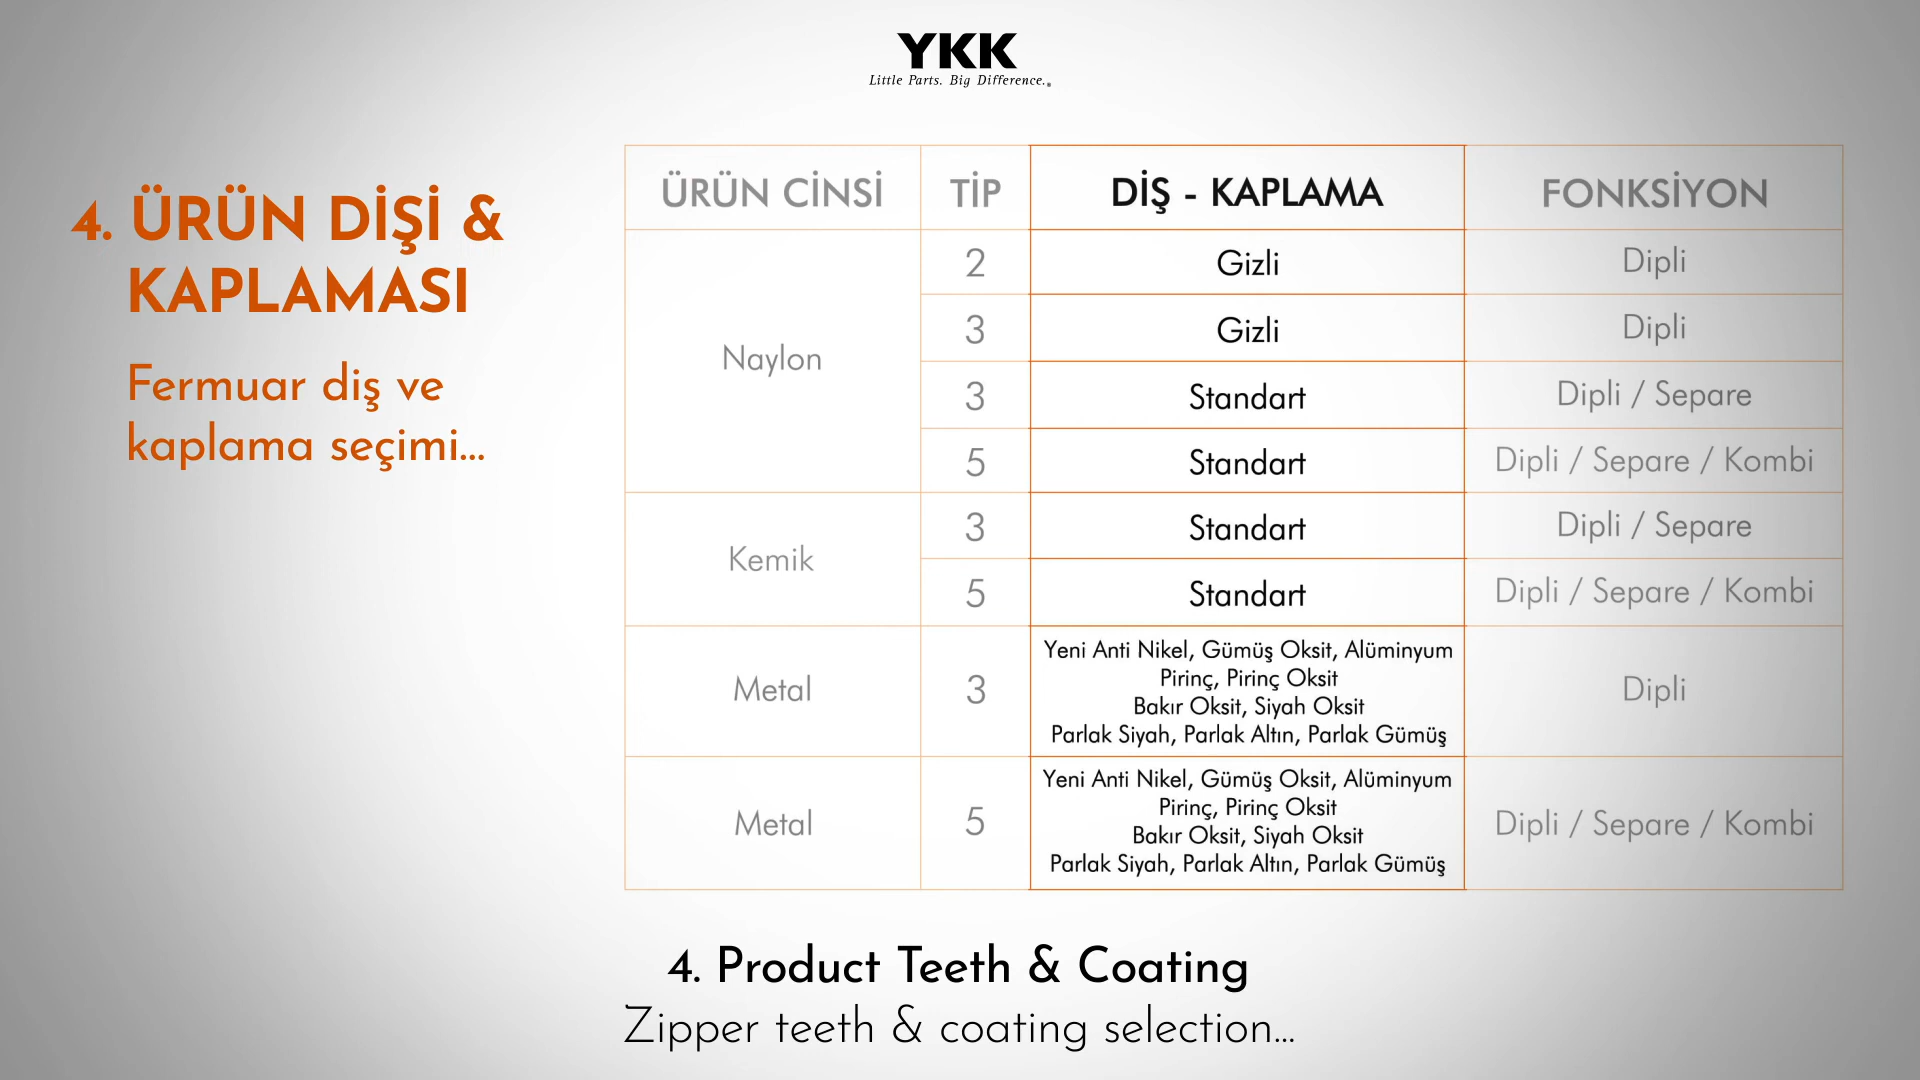 YKK
Little Parts. Big Difference.®
4. ÜRÜN DİŞİ &
KAPLAMASI
Fermuar diş ve
kaplama seçimi...
ÜRÜN CİNSİ TİP DİŞ - KAPLAMA FONKSİYON
Naylon
2 Gizli Dipli
3 Gizli Dipli
3 Standart Dipli / Separe
5 Standart Dipli / Separe / Kombi
Kemik
3 Standart Dipli / Separe
5 Standart Dipli / Separe / Kombi
Metal 3
Yeni Anti Nikel, Gümüş Oksit, Alüminyum
Pirinç, Pirinç Oksit
Bakır Oksit, Siyah Oksit
Parlak Siyah, Parlak Altın, Parlak Gümüş
Dipli
Metal 5
Yeni Anti Nikel, Gümüş Oksit, Alüminyum
Pirinç, Pirinç Oksit
Bakır Oksit, Siyah Oksit
Parlak Siyah, Parlak Altın, Parlak Gümüş
Dipli / Separe / Kombi
4. Product Teeth & Coating
Zipper teeth & coating selection...